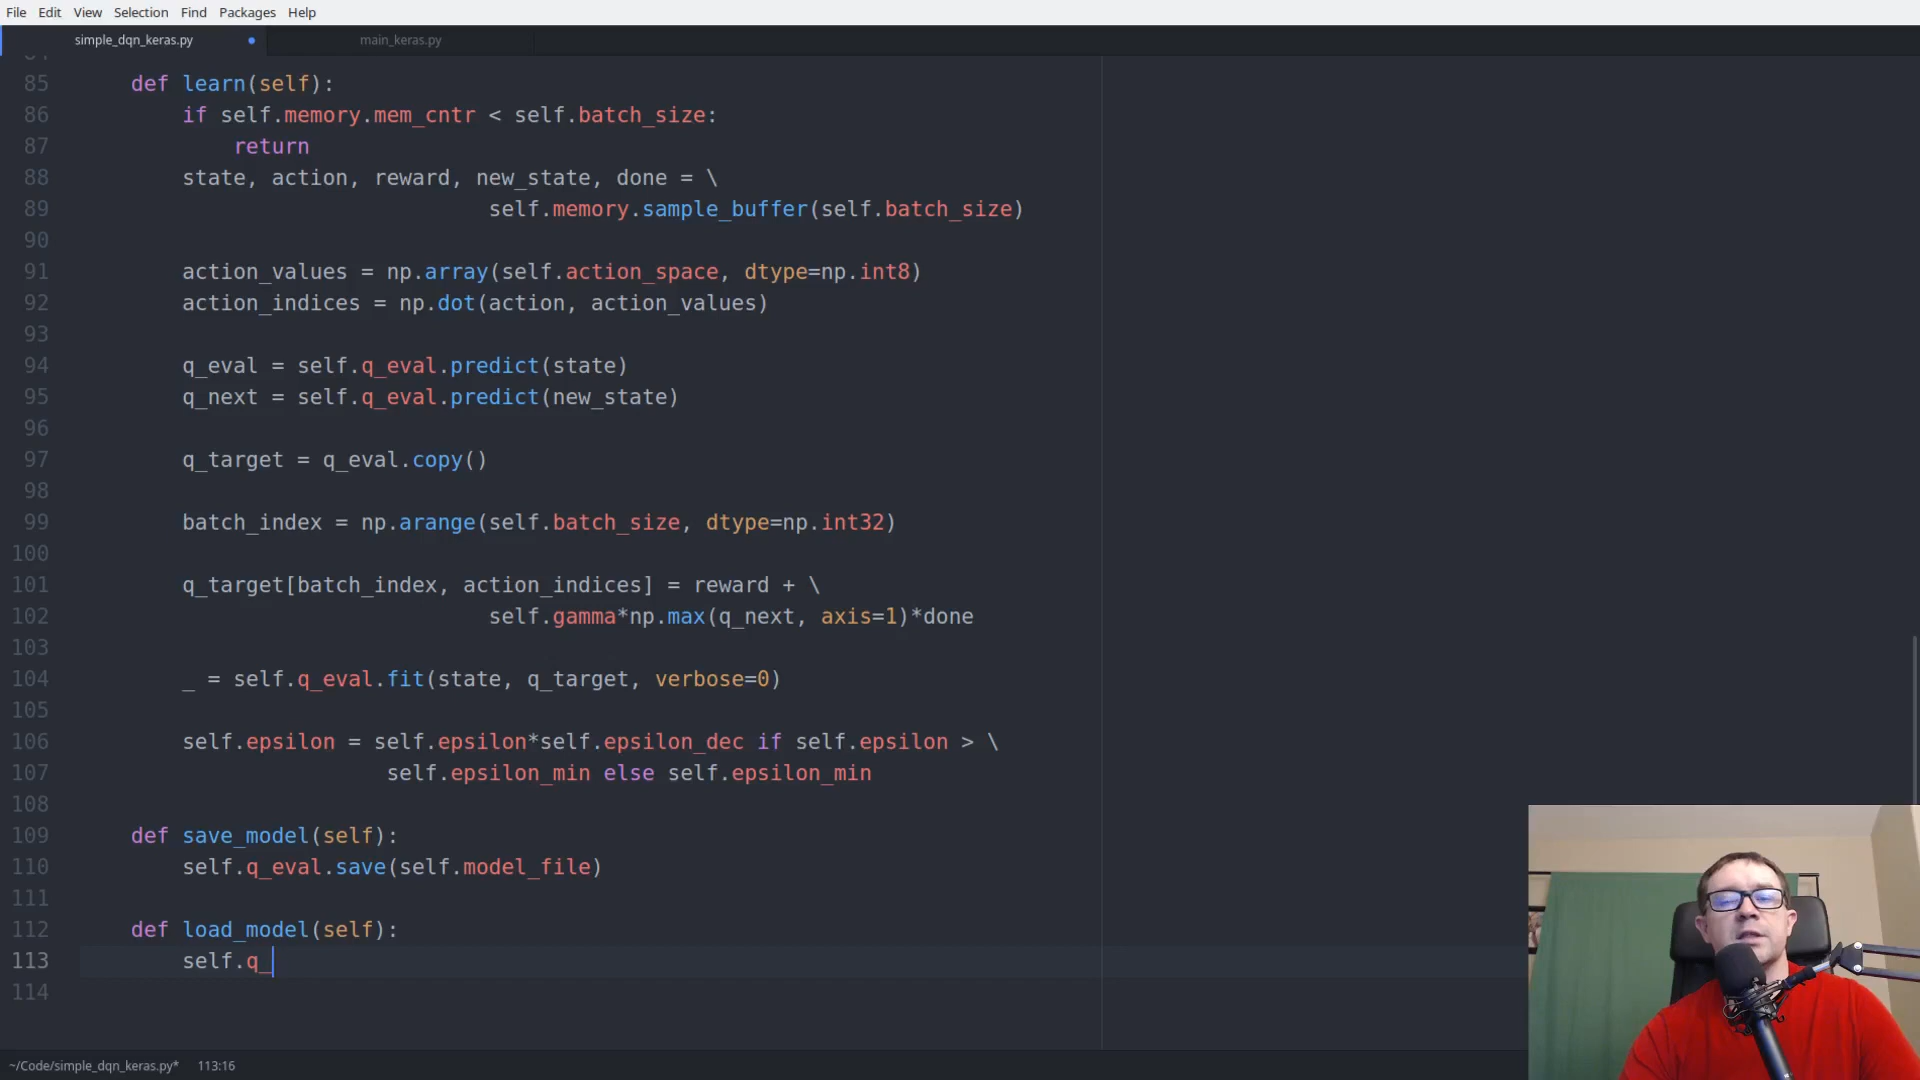 File Edit View Selection Find Packages Help
simple_dqn_keras.py main_keras.py
85 def learn(self):
86 if self.memory.mem_cntr < self.batch_size:
87 return
88 state, action, reward, new_state, done = \
89 self.memory.sample_buffer(self.batch_size)
90
91 action_values = np.array(self.action_space, dtype=np.int8)
92 action_indices = np.dot(action, action_values)
93
94 q_eval = self.q_eval.predict(state)
95 q_next = self.q_eval.predict(new_state)
96
97 q_target = q_eval.copy()
98
99 batch_index = np.arange(self.batch_size, dtype=np.int32)
100
101 q_target[batch_index, action_indices] = reward + \
102 self.gamma*np.max(q_next, axis=1)*done
103
104 _ = self.q_eval.fit(state, q_target, verbose=0)
105
106 self.epsilon = self.epsilon*self.epsilon_dec if self.epsilon > \
107 self.epsilon_min else self.epsilon_min
108
109 def save_model(self):
110 self.q_eval.save(self.model_file)
111
112 def load_model(self):
113 self.q_
114
~/Code/simple_dqn_keras.py* 113:16